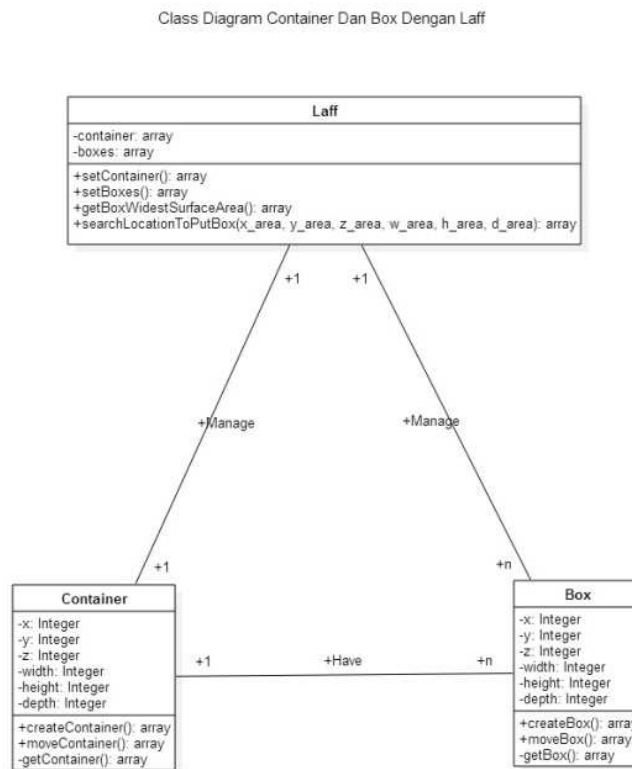 Class Diagram Container Dan Box Dengan Laff
Laff
-container: array
-boxes: array
+setContainer(): array
+setBoxes(): array
+getBoxWidestSurfaceArea(): array
+searchLocationToPutBox(x_area, y_area, z_area, w_area, h_area, d_area): array
+1
+1
+Manage
+Manage
+1
+n
Container
-x: Integer
-y: Integer
-z: Integer
-width: Integer
-height: Integer
-depth: Integer
+createContainer(): array
+moveContainer(): array
-getContainer(): array
+1
+Have
+n
Box
-x: Integer
-y: Integer
-z: Integer
-width: Integer
-height: Integer
-depth: Integer
+createBox(): array
+moveBox(): array
-getBox(): array